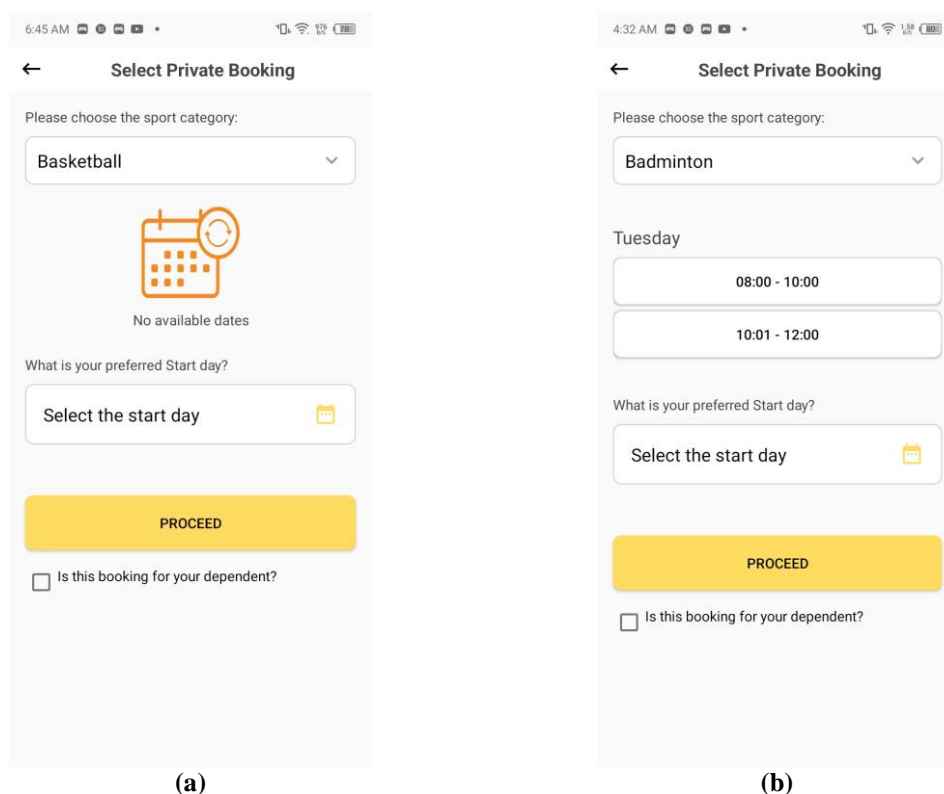 6:45 AM
78
Select Private Booking
Please choose the sport category:
Basketball
No available dates
What is your preferred Start day?
Select the start day
PROCEED
Is this booking for your dependent?
(a)
4:32 AM
80
Select Private Booking
Please choose the sport category:
Badminton
Tuesday
08:00 - 10:00
10:01 - 12:00
What is your preferred Start day?
Select the start day
PROCEED
Is this booking for your dependent?
(b)